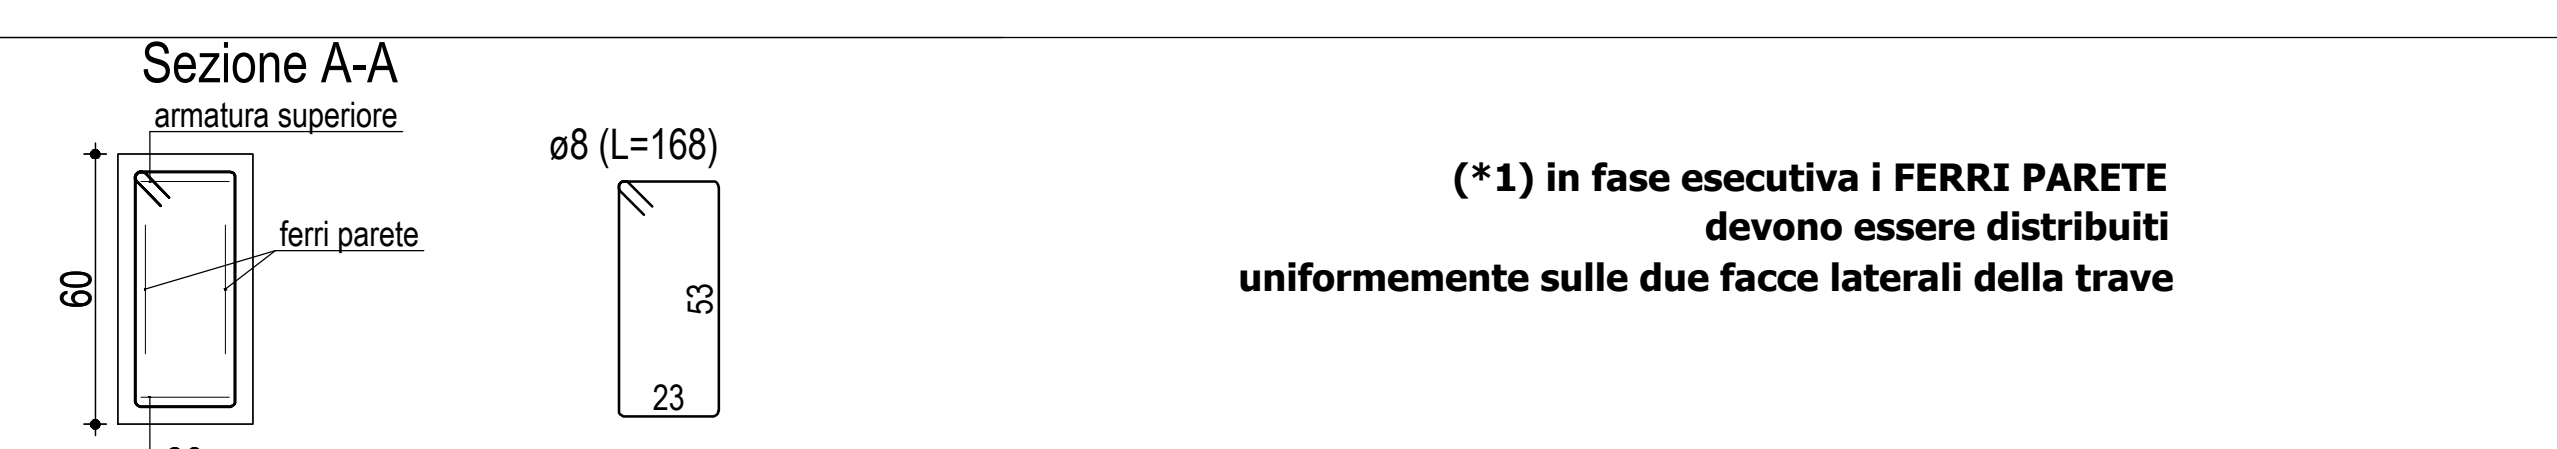 Sezione A-A
armatura superiore
ø8 (L=168)
(*1) in fase esecutiva i FERRI PARETE
devono essere distribuiti
uniformemente sulle due facce laterali della trave
ferri parete
60
53
23